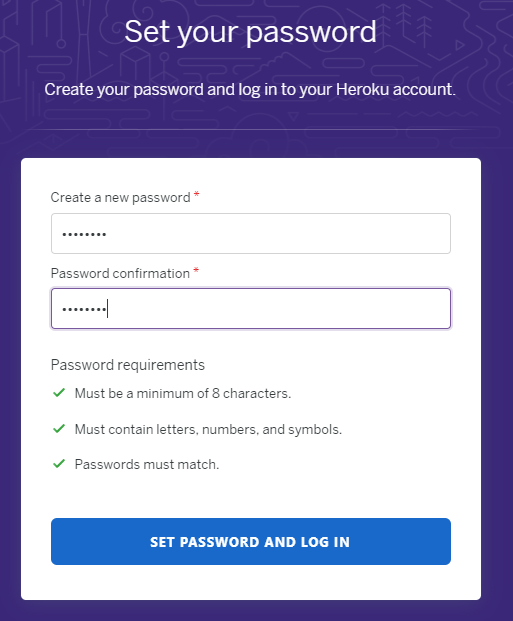 Set your password
Create your password and log in to your Heroku account.
Create a new password *
••••••••
Password confirmation *
••••••••
Password requirements
Must be a minimum of 8 characters.
Must contain letters, numbers, and symbols.
Passwords must match.
SET PASSWORD AND LOG IN